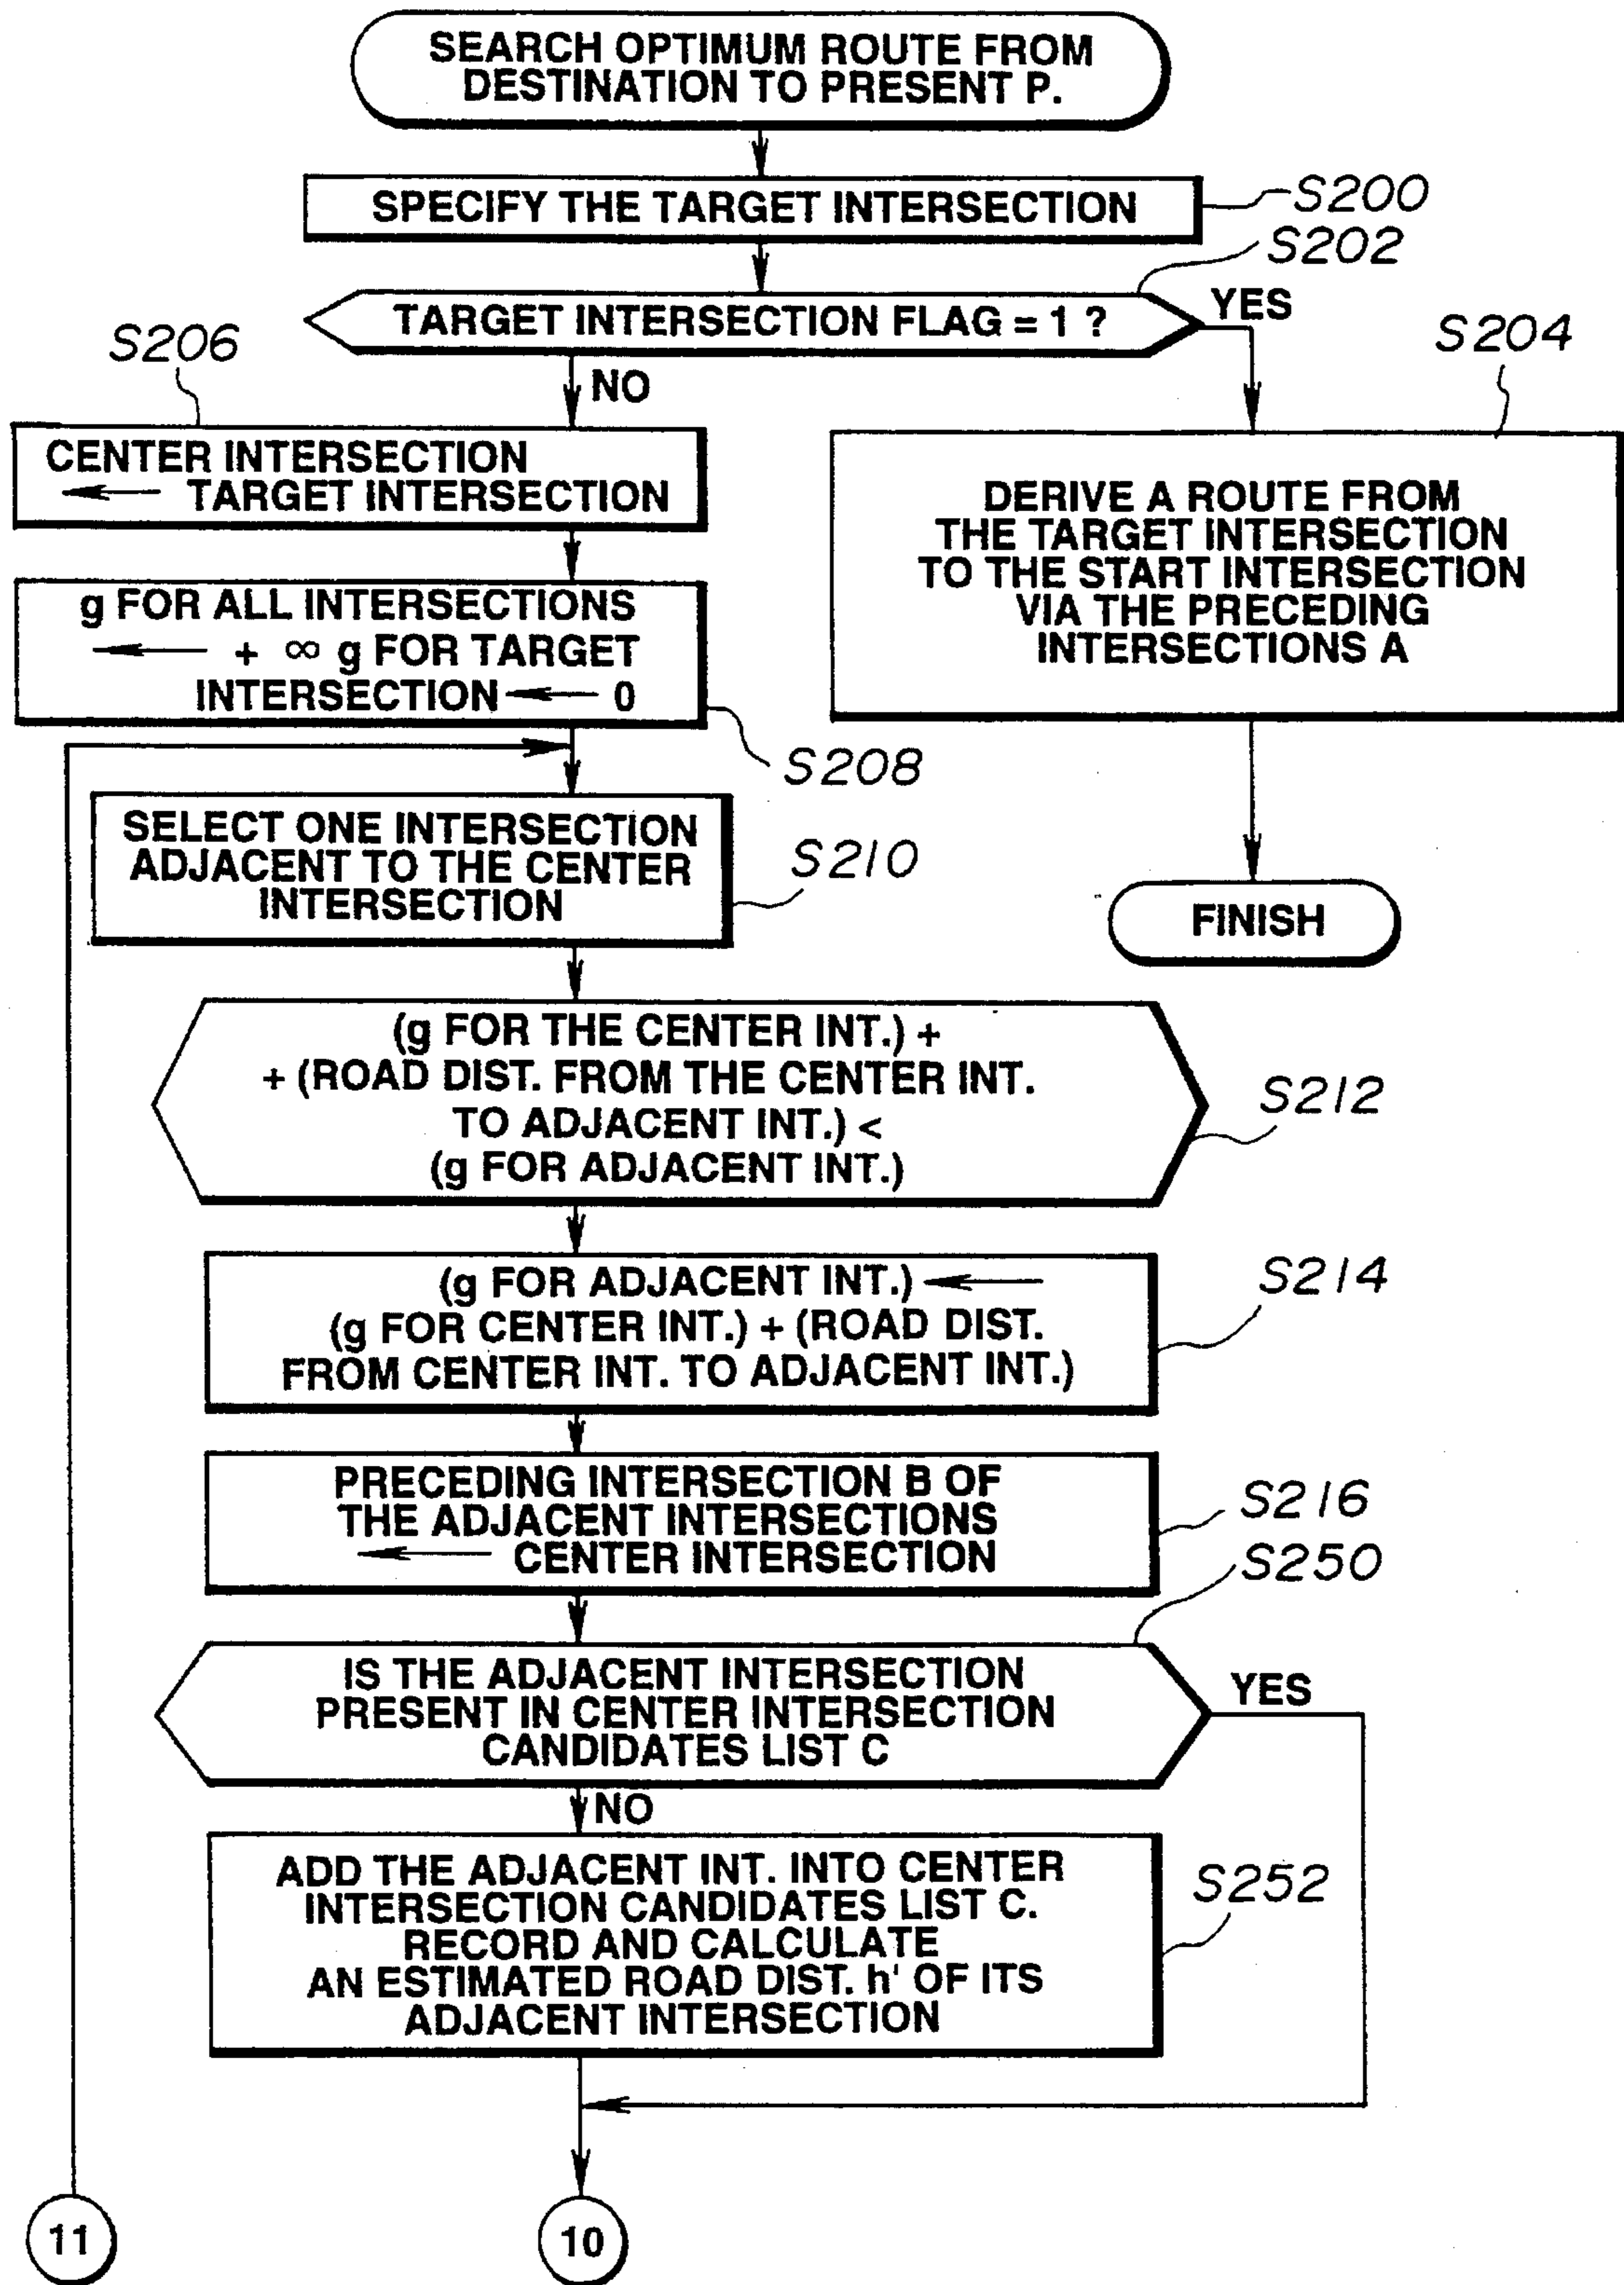 SEARCH OPTIMUM ROUTE FROM
DESTINATION TO PRESENT P.
SPECIFY THE TARGET INTERSECTION
S200
S202
TARGET INTERSECTION FLAG = 1 ?
YES
NO
S206
S204
CENTER INTERSECTION
← TARGET INTERSECTION
DERIVE A ROUTE FROM
THE TARGET INTERSECTION
TO THE START INTERSECTION
VIA THE PRECEDING
INTERSECTIONS A
g FOR ALL INTERSECTIONS
← + ∞ g FOR TARGET
INTERSECTION ← 0
S208
SELECT ONE INTERSECTION
ADJACENT TO THE CENTER
INTERSECTION
S210
FINISH
(g FOR THE CENTER INT.) +
+ (ROAD DIST. FROM THE CENTER INT.
TO ADJACENT INT.) <
(g FOR ADJACENT INT.)
S212
(g FOR ADJACENT INT.) ←
(g FOR CENTER INT.) + (ROAD DIST.
FROM CENTER INT. TO ADJACENT INT.)
S214
PRECEDING INTERSECTION B OF
THE ADJACENT INTERSECTIONS
← CENTER INTERSECTION
S216
S250
IS THE ADJACENT INTERSECTION
PRESENT IN CENTER INTERSECTION
CANDIDATES LIST C
YES
NO
ADD THE ADJACENT INT. INTO CENTER
INTERSECTION CANDIDATES LIST C.
RECORD AND CALCULATE
AN ESTIMATED ROAD DIST. h' OF ITS
ADJACENT INTERSECTION
S252
11
10